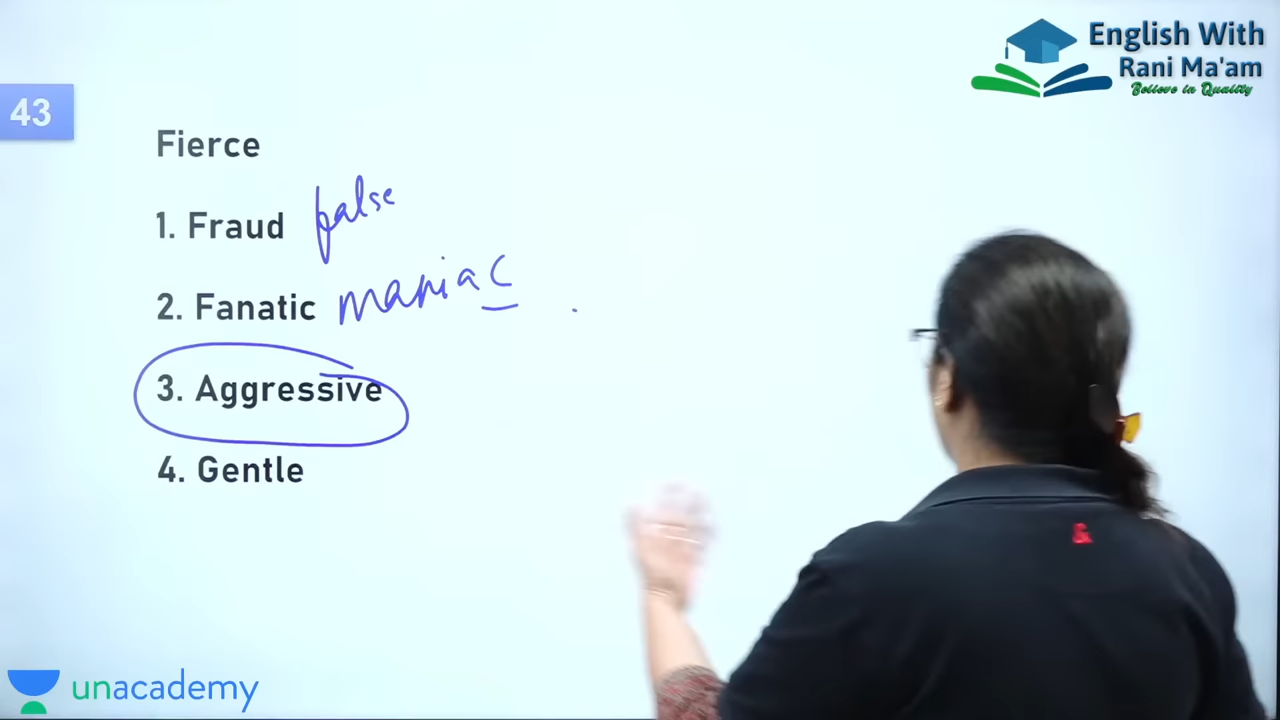 English With
Rani Ma'am
Believe in Quality
43
Fierce
1. Fraud false
2. Fanatic maniac
3. Aggressive
4. Gentle
&
unacademy